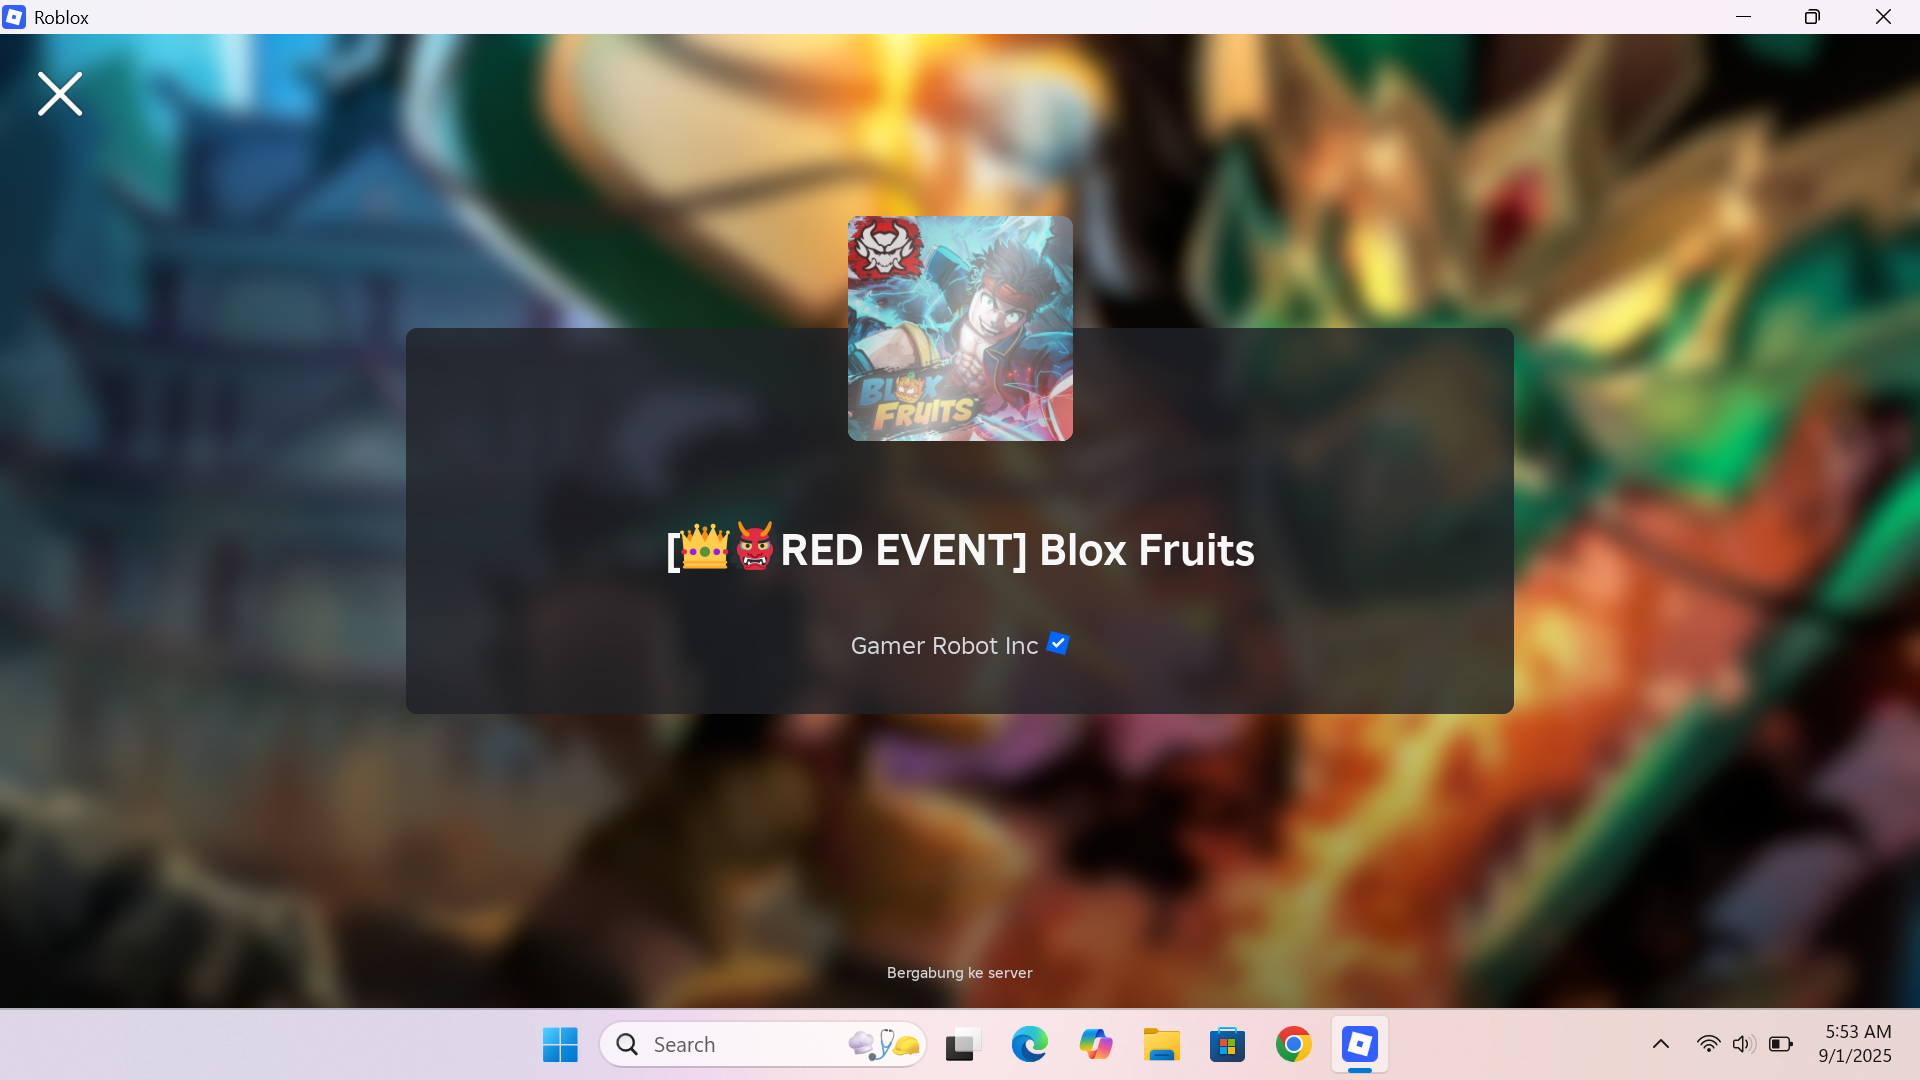 Roblox
BLOX
FRUITS
[👑👹RED EVENT] Blox Fruits
Gamer Robot Inc
Bergabung ke server
Search
5:53 AM
9/1/2025